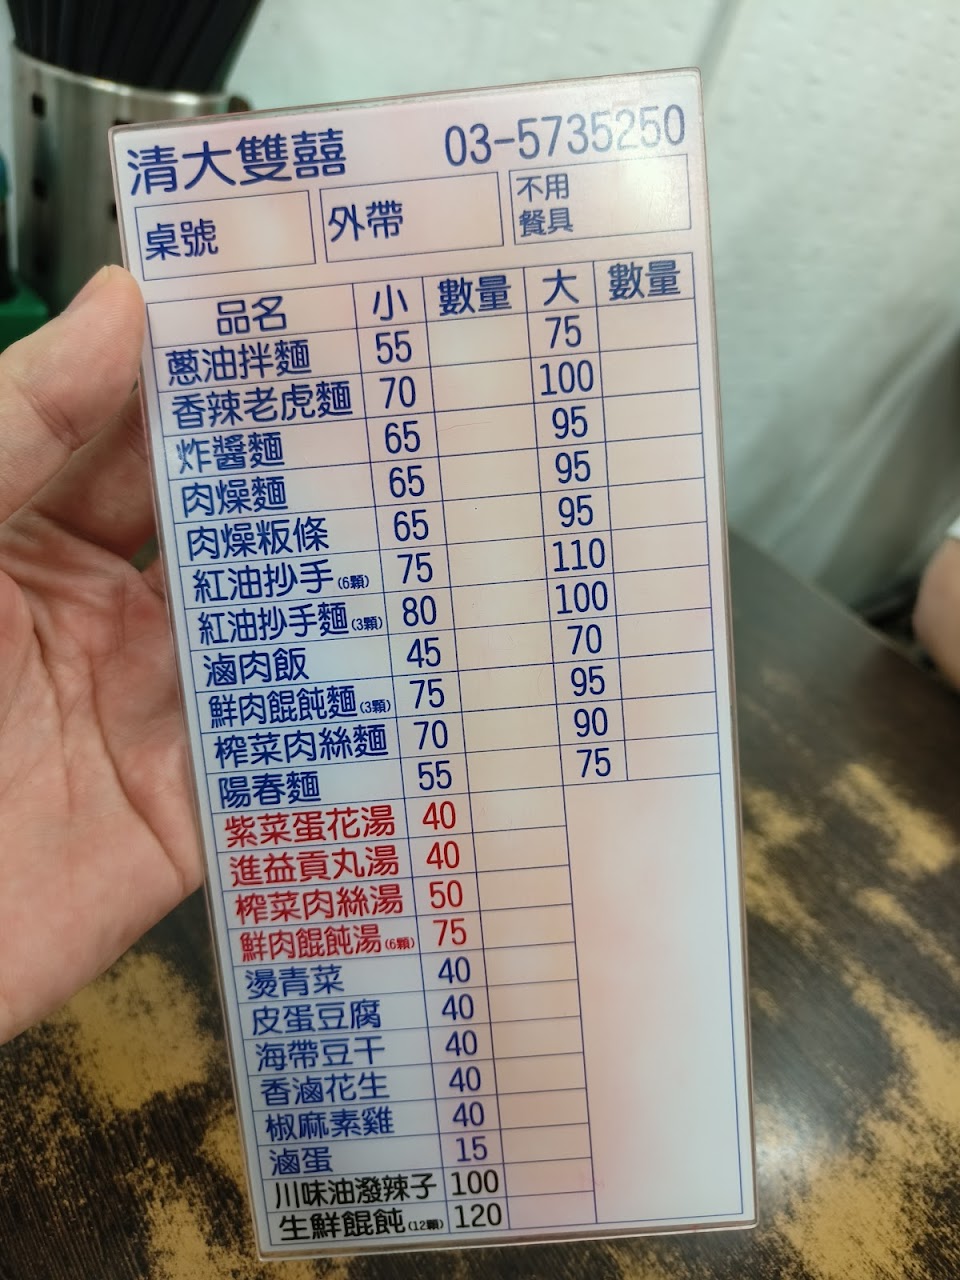 清大雙囍 03-5735250
桌號 外帶 不用餐具
品名 小 數量 大 數量
蔥油拌麵 55 75
香辣老虎麵 70 100
炸醬麵 65 95
肉燥麵 65 95
肉燥粄條 65 95
紅油抄手(6顆) 75 110
紅油抄手麵(3顆) 80 100
滷肉飯 45 70
鮮肉餛飩麵(3顆) 75 95
榨菜肉絲麵 70 90
陽春麵 55 75
紫菜蛋花湯 40
進益貢丸湯 40
榨菜肉絲湯 50
鮮肉餛飩湯(6顆) 75
燙青菜 40
皮蛋豆腐 40
海帶豆干 40
香滷花生 40
椒麻素雞 40
滷蛋 15
川味油潑辣子 100
生鮮餛飩(12顆) 120